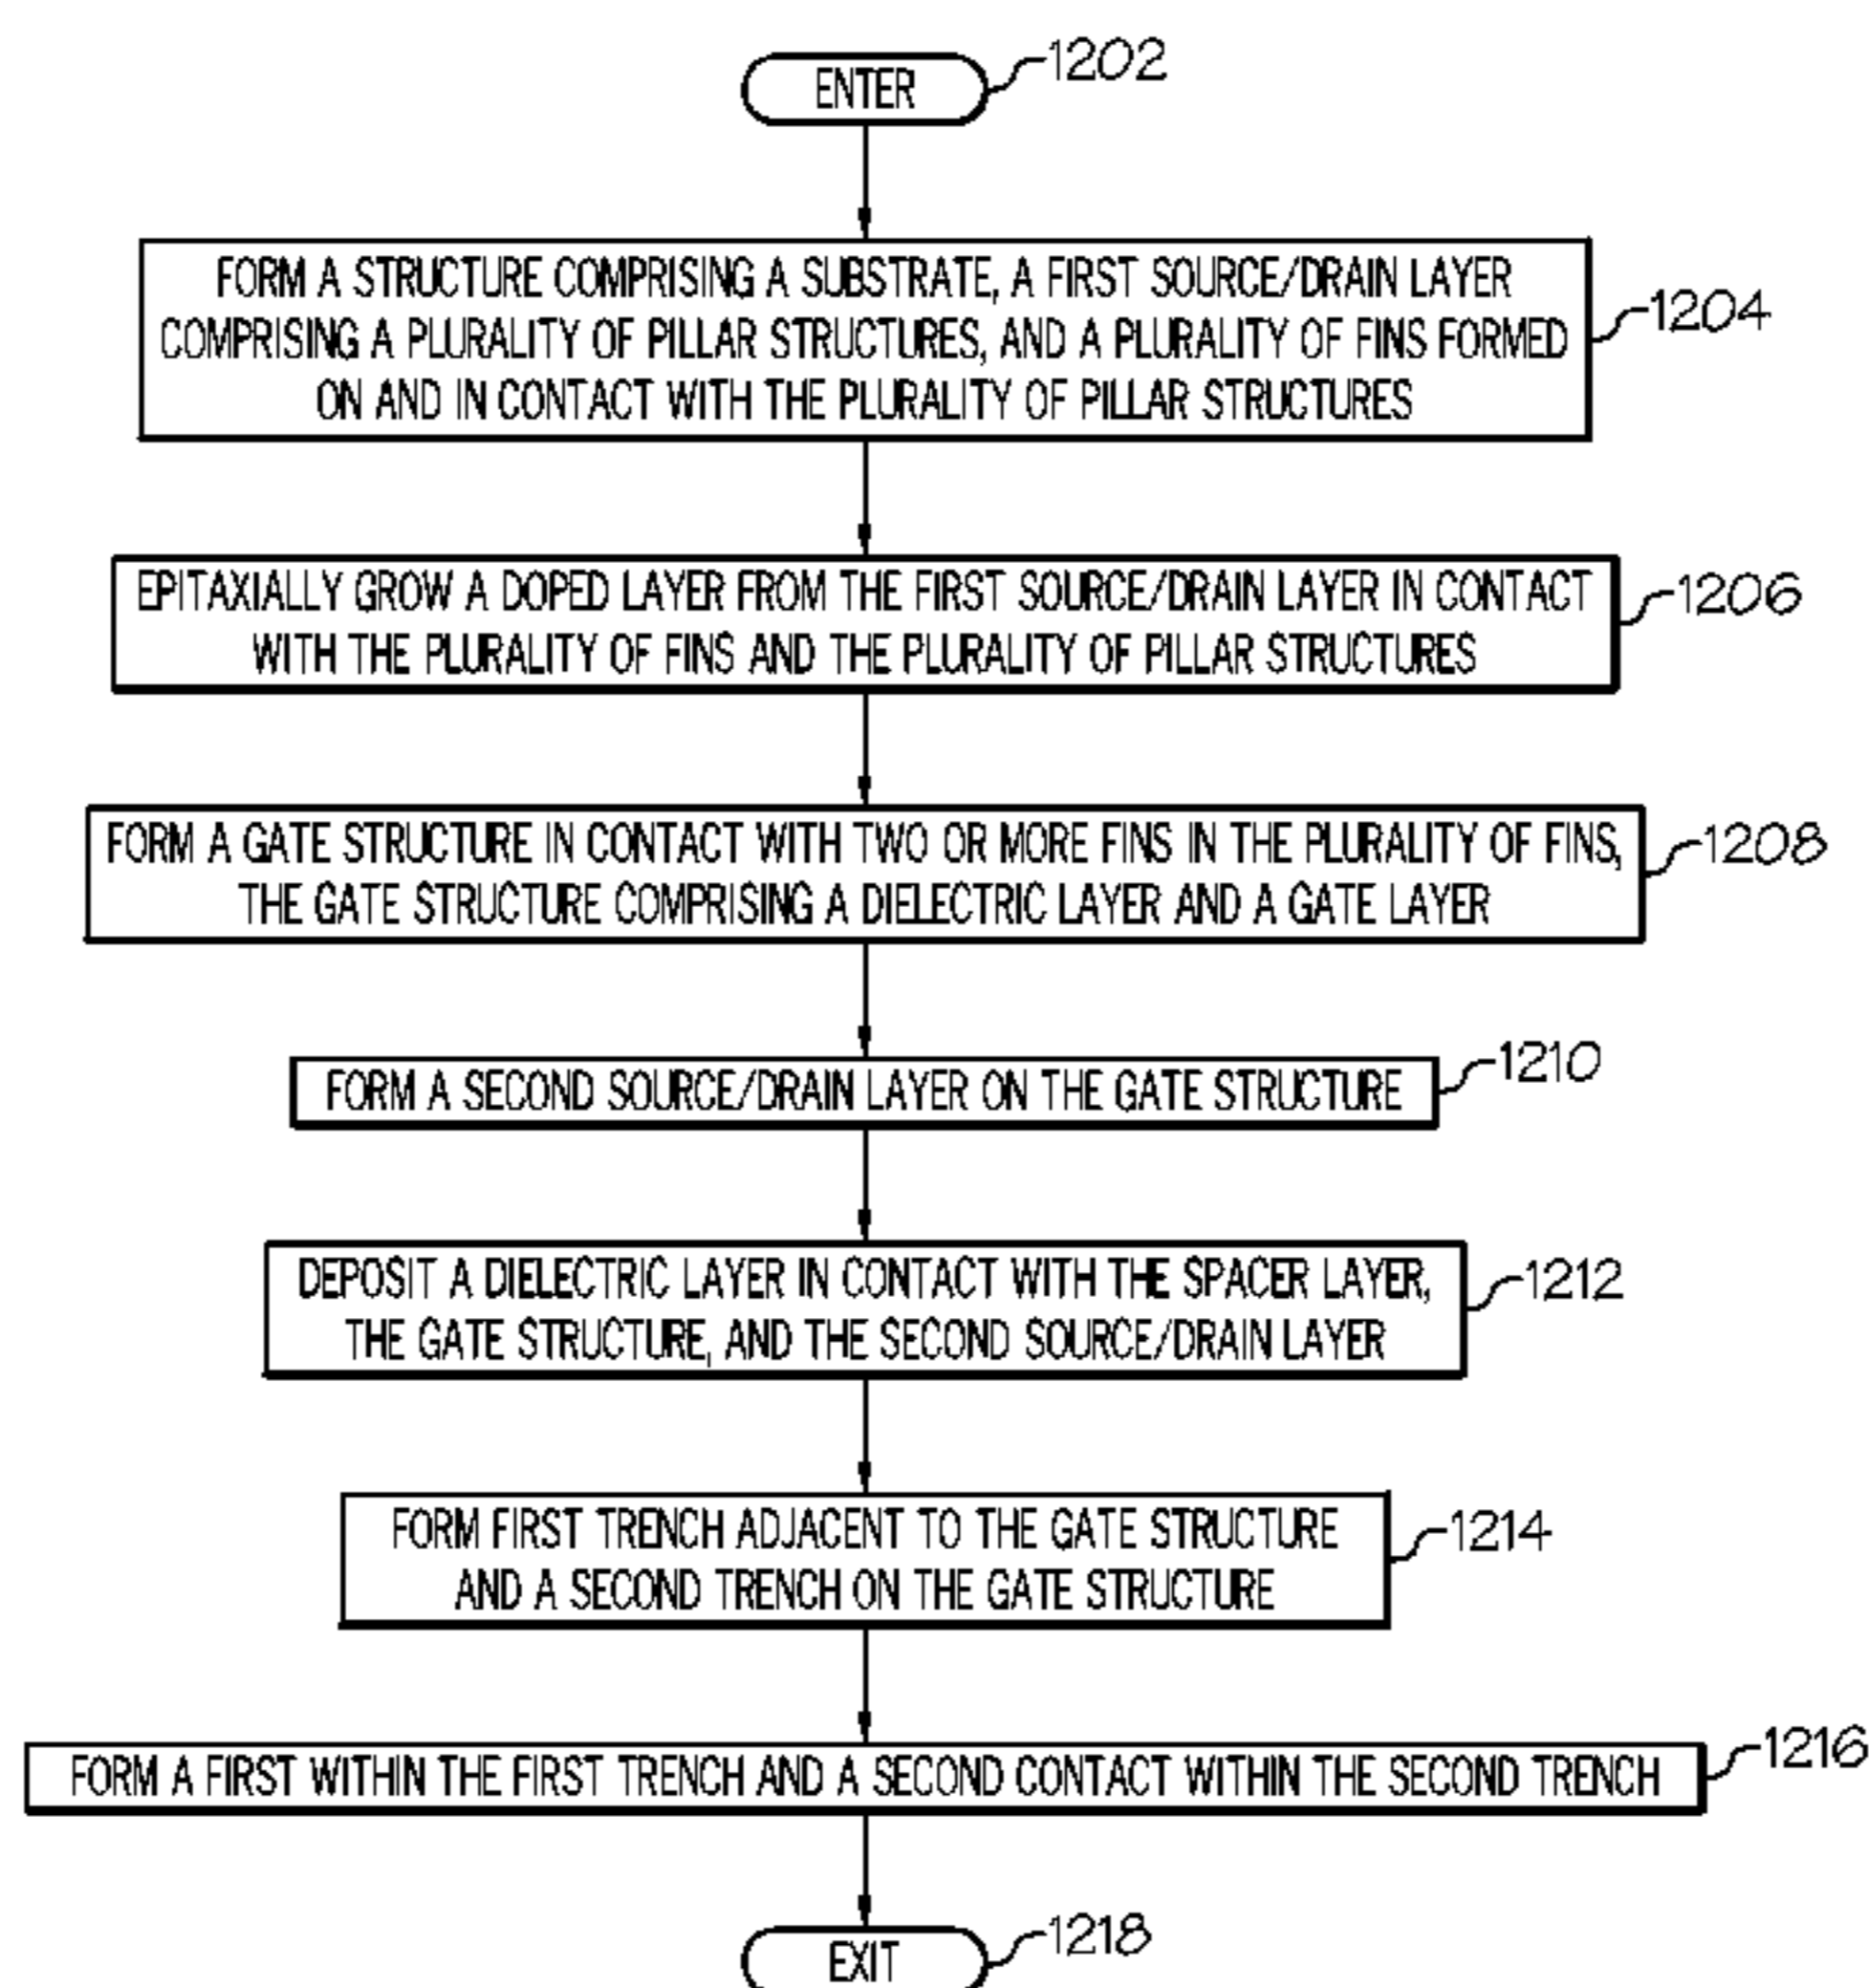 ENTER
1202
FORM A STRUCTURE COMPRISING A SUBSTRATE, A FIRST SOURCE/DRAIN LAYER
COMPRISING A PLURALITY OF PILLAR STRUCTURES, AND A PLURALITY OF FINS FORMED
ON AND IN CONTACT WITH THE PLURALITY OF PILLAR STRUCTURES
1204
EPITAXIALLY GROW A DOPED LAYER FROM THE FIRST SOURCE/DRAIN LAYER IN CONTACT
WITH THE PLURALITY OF FINS AND THE PLURALITY OF PILLAR STRUCTURES
1206
FORM A GATE STRUCTURE IN CONTACT WITH TWO OR MORE FINS IN THE PLURALITY OF FINS,
THE GATE STRUCTURE COMPRISING A DIELECTRIC LAYER AND A GATE LAYER
1208
FORM A SECOND SOURCE/DRAIN LAYER ON THE GATE STRUCTURE
1210
DEPOSIT A DIELECTRIC LAYER IN CONTACT WITH THE SPACER LAYER,
THE GATE STRUCTURE, AND THE SECOND SOURCE/DRAIN LAYER
1212
FORM FIRST TRENCH ADJACENT TO THE GATE STRUCTURE
AND A SECOND TRENCH ON THE GATE STRUCTURE
1214
FORM A FIRST WITHIN THE FIRST TRENCH AND A SECOND CONTACT WITHIN THE SECOND TRENCH
1216
EXIT
1218